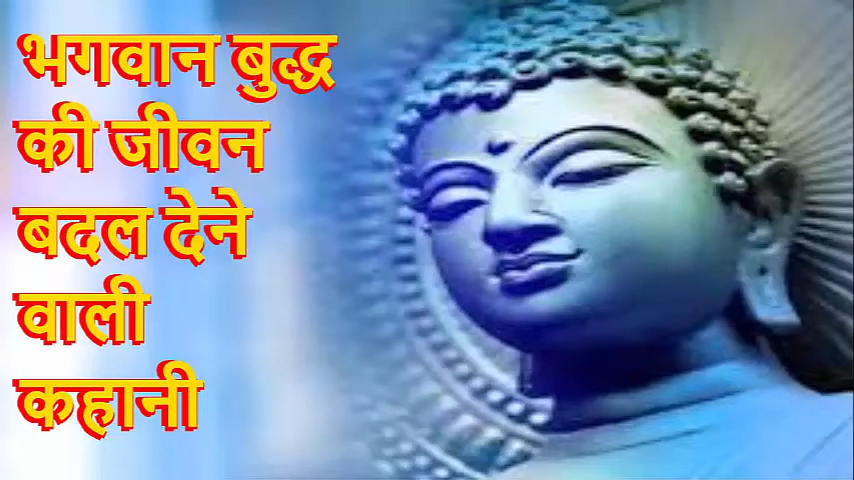 भगवान बुद्ध
की जीवन
बदल देने
वाली
कहानी